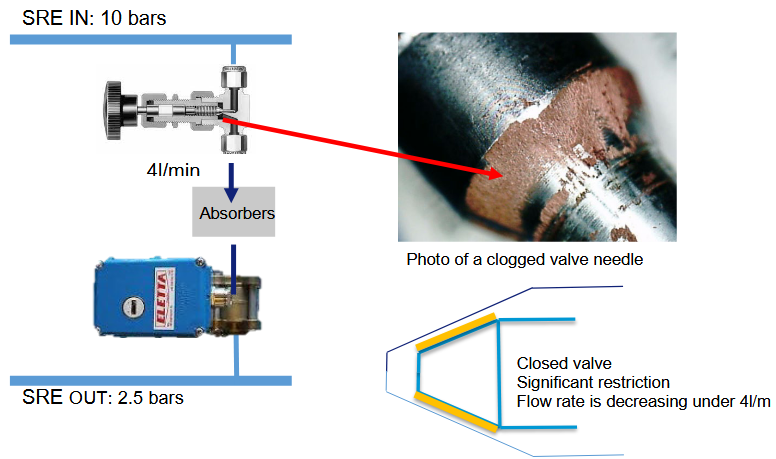 SRE IN: 10 bars
4l/min
Absorbers
ELETTA
SRE OUT: 2.5 bars
Photo of a clogged valve needle
Closed valve
Significant restriction
Flow rate is decreasing under 4l/m